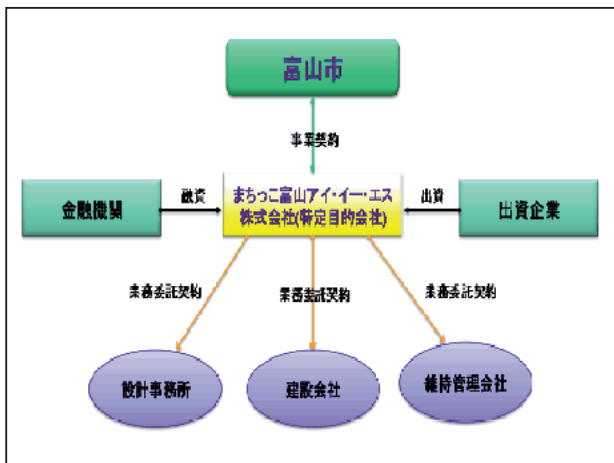 富山市
事業契約
金融機関
融資
まちっこ富山アイ・イー・エス
株式会社(特定目的会社)
出資
出資企業
業務委託契約
業務委託契約
業務委託契約
設計事務所
建設会社
維持管理会社